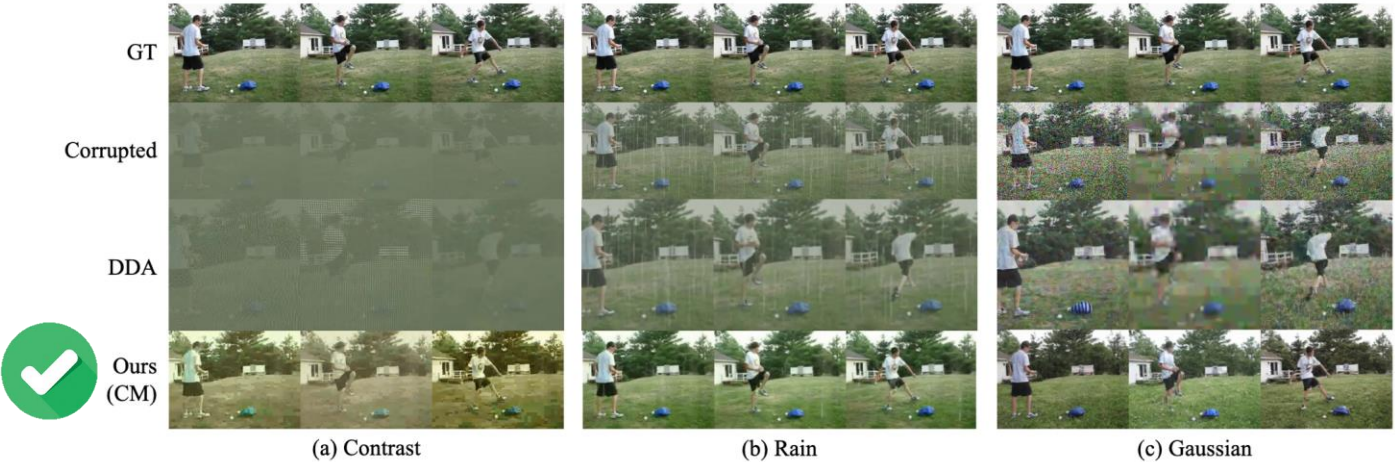 GT
Corrupted
DDA
Ours
(CM)
(a) Contrast
(b) Rain
(c) Gaussian